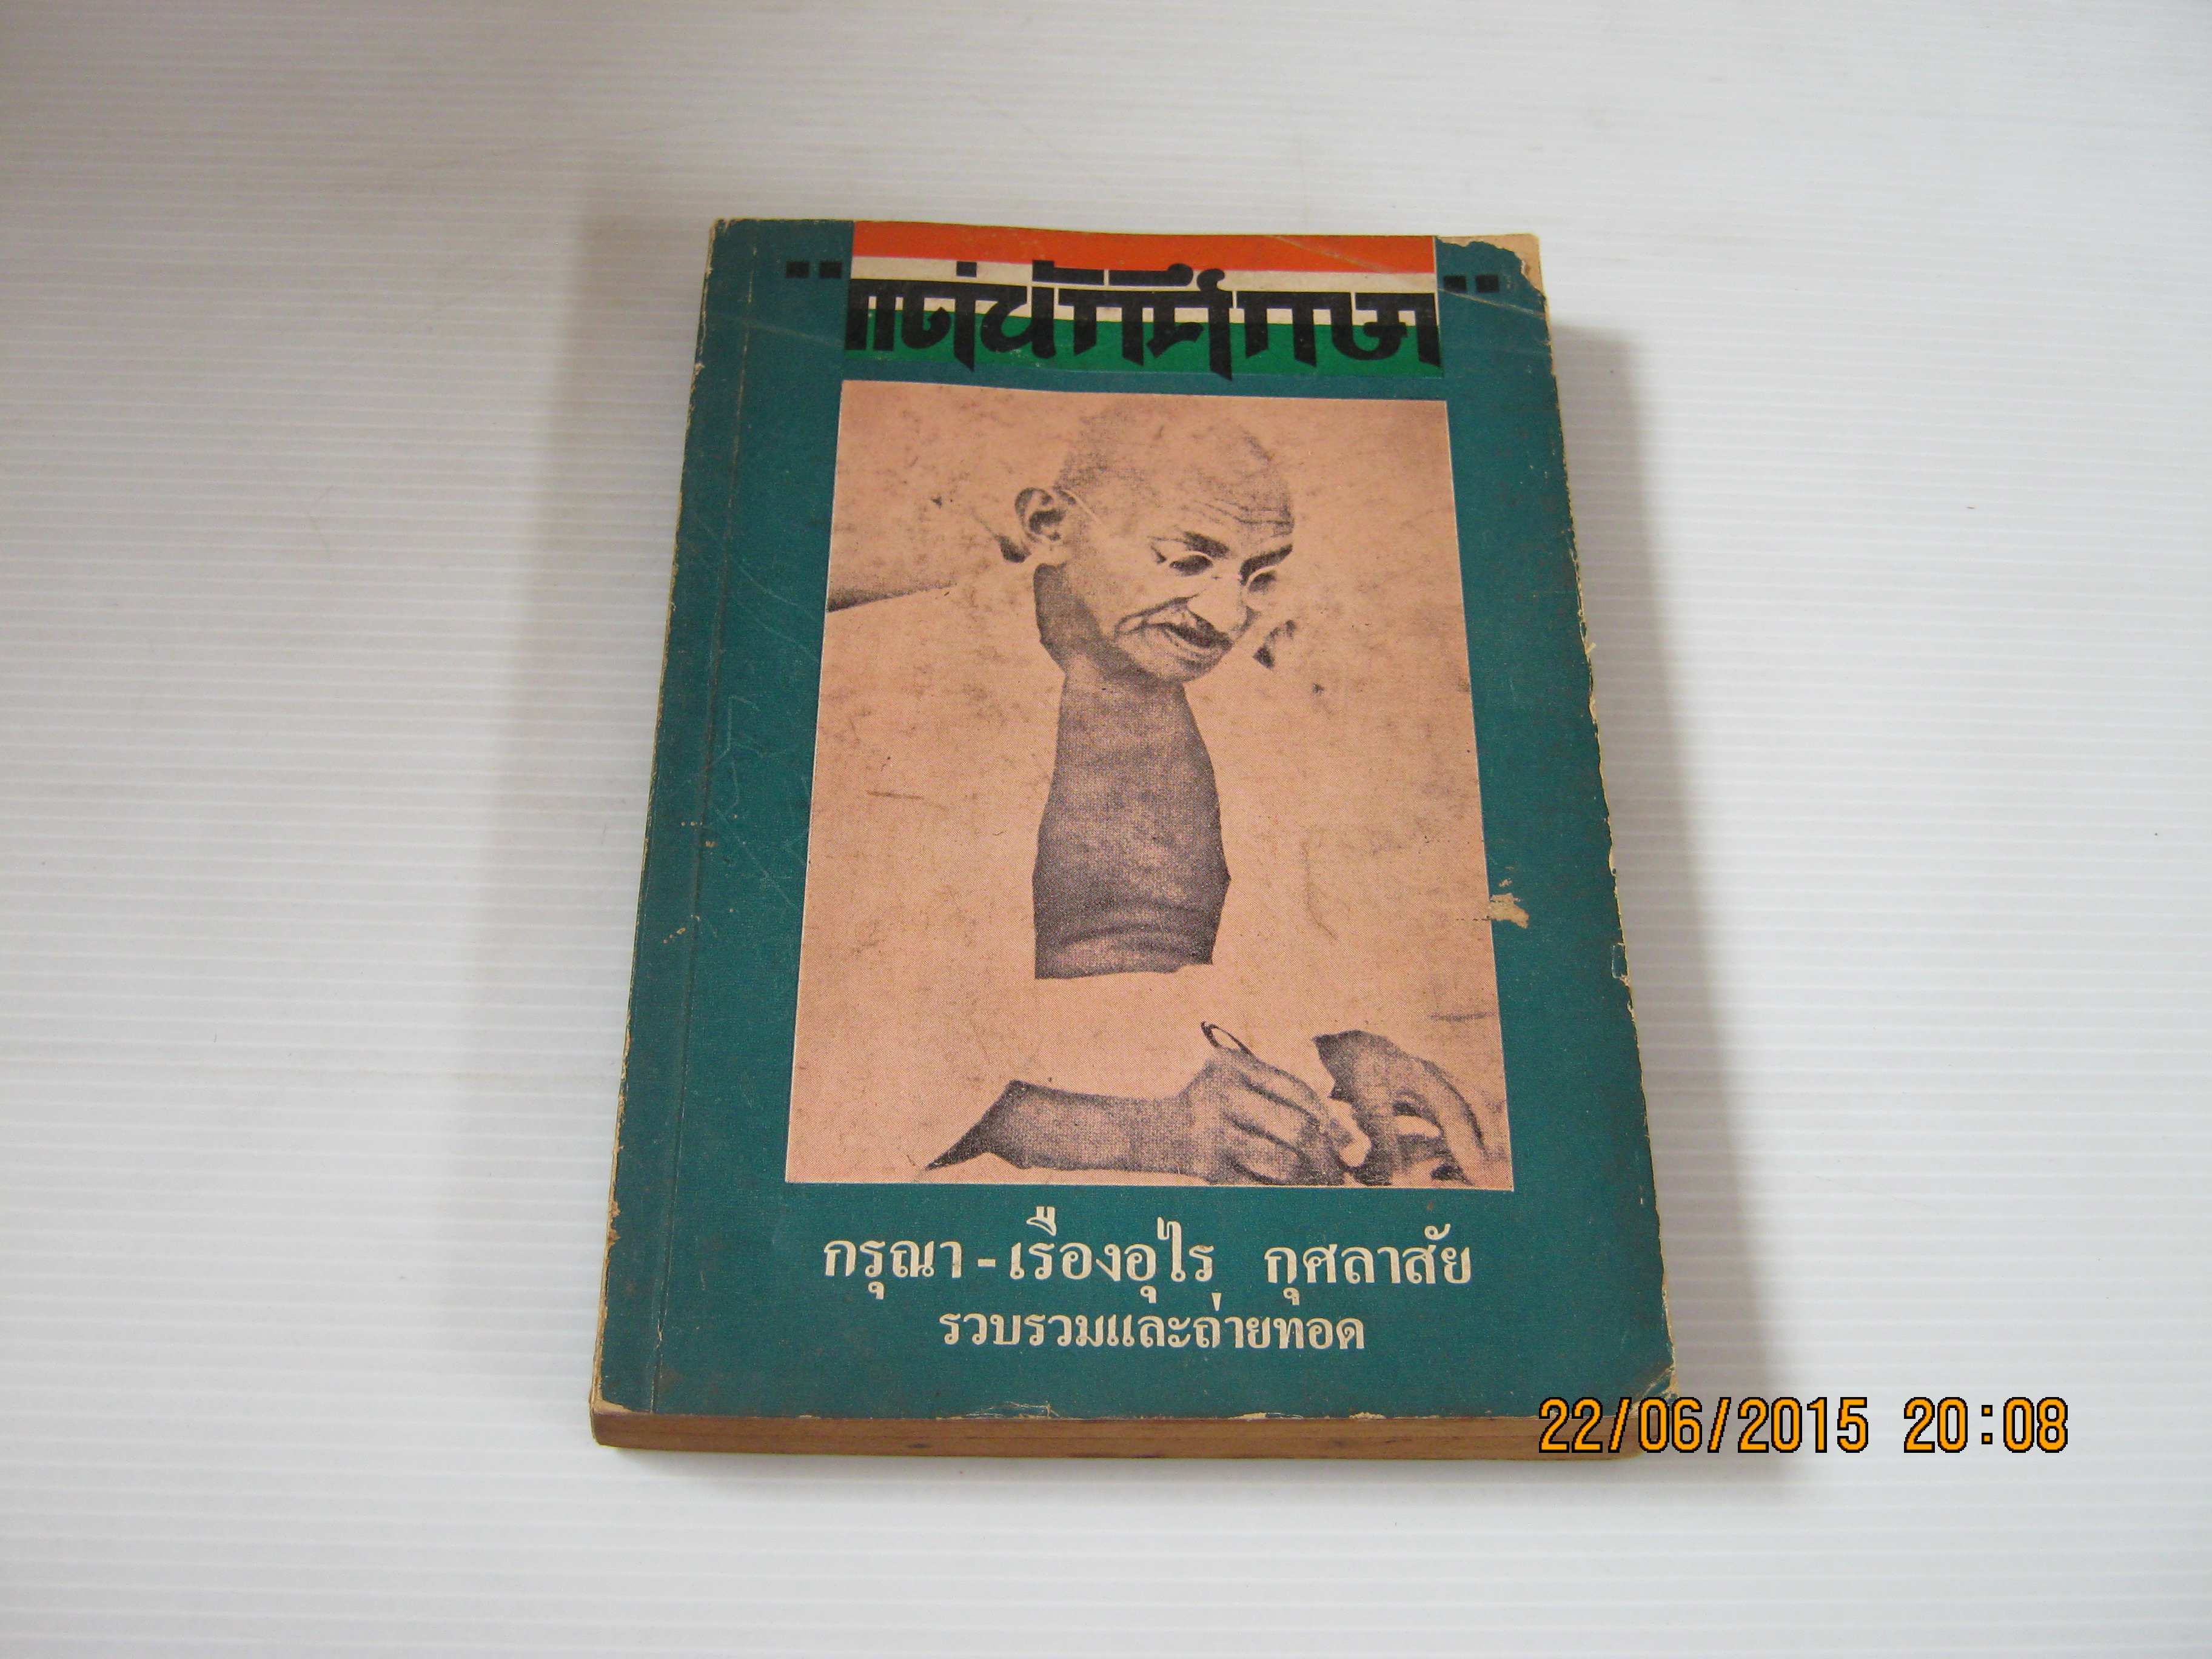 "แด่นักศึกษา"
กรุณา - เรืองอุไร กุศลาสัย
รวบรวมและถ่ายทอด
22/06/2015 20:08